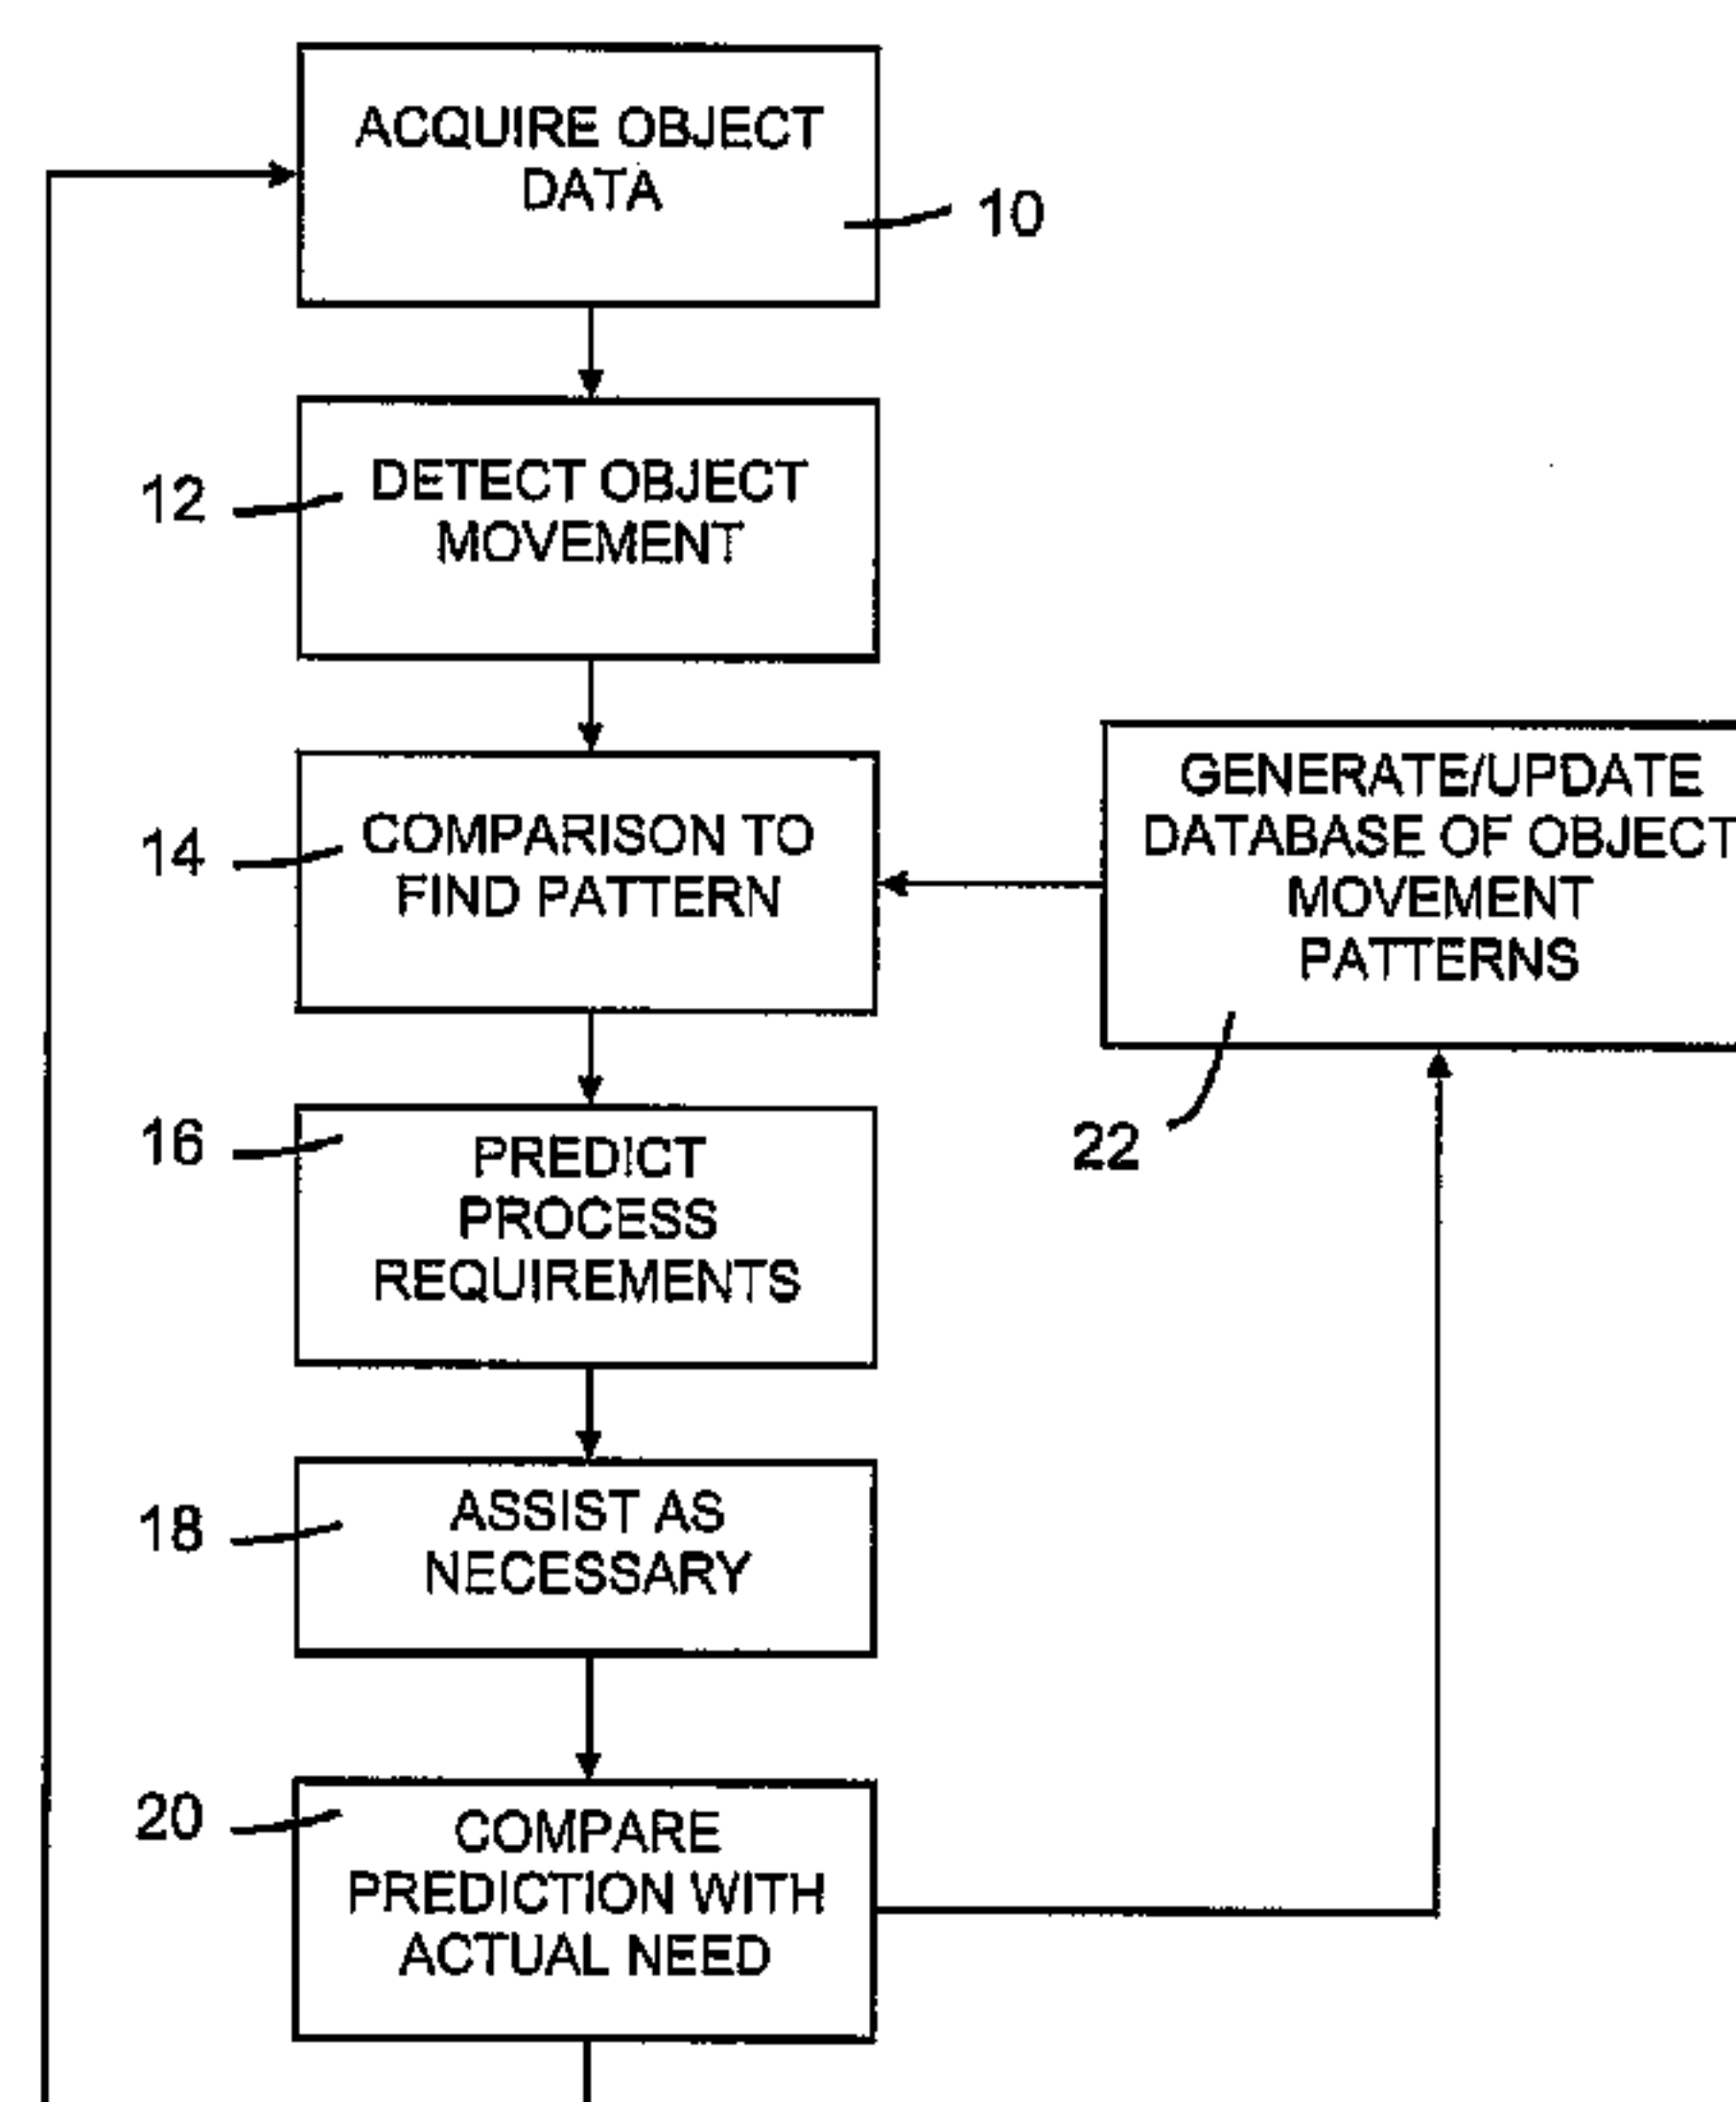 ACQUIRE OBJECT
DATA
10
12
DETECT OBJECT
MOVEMENT
14
COMPARISON TO
FIND PATTERN
GENERATE/UPDATE
DATABASE OF OBJECT
MOVEMENT
PATTERNS
22
16
PREDICT
PROCESS
REQUIREMENTS
18
ASSIST AS
NECESSARY
20
COMPARE
PREDICTION WITH
ACTUAL NEED